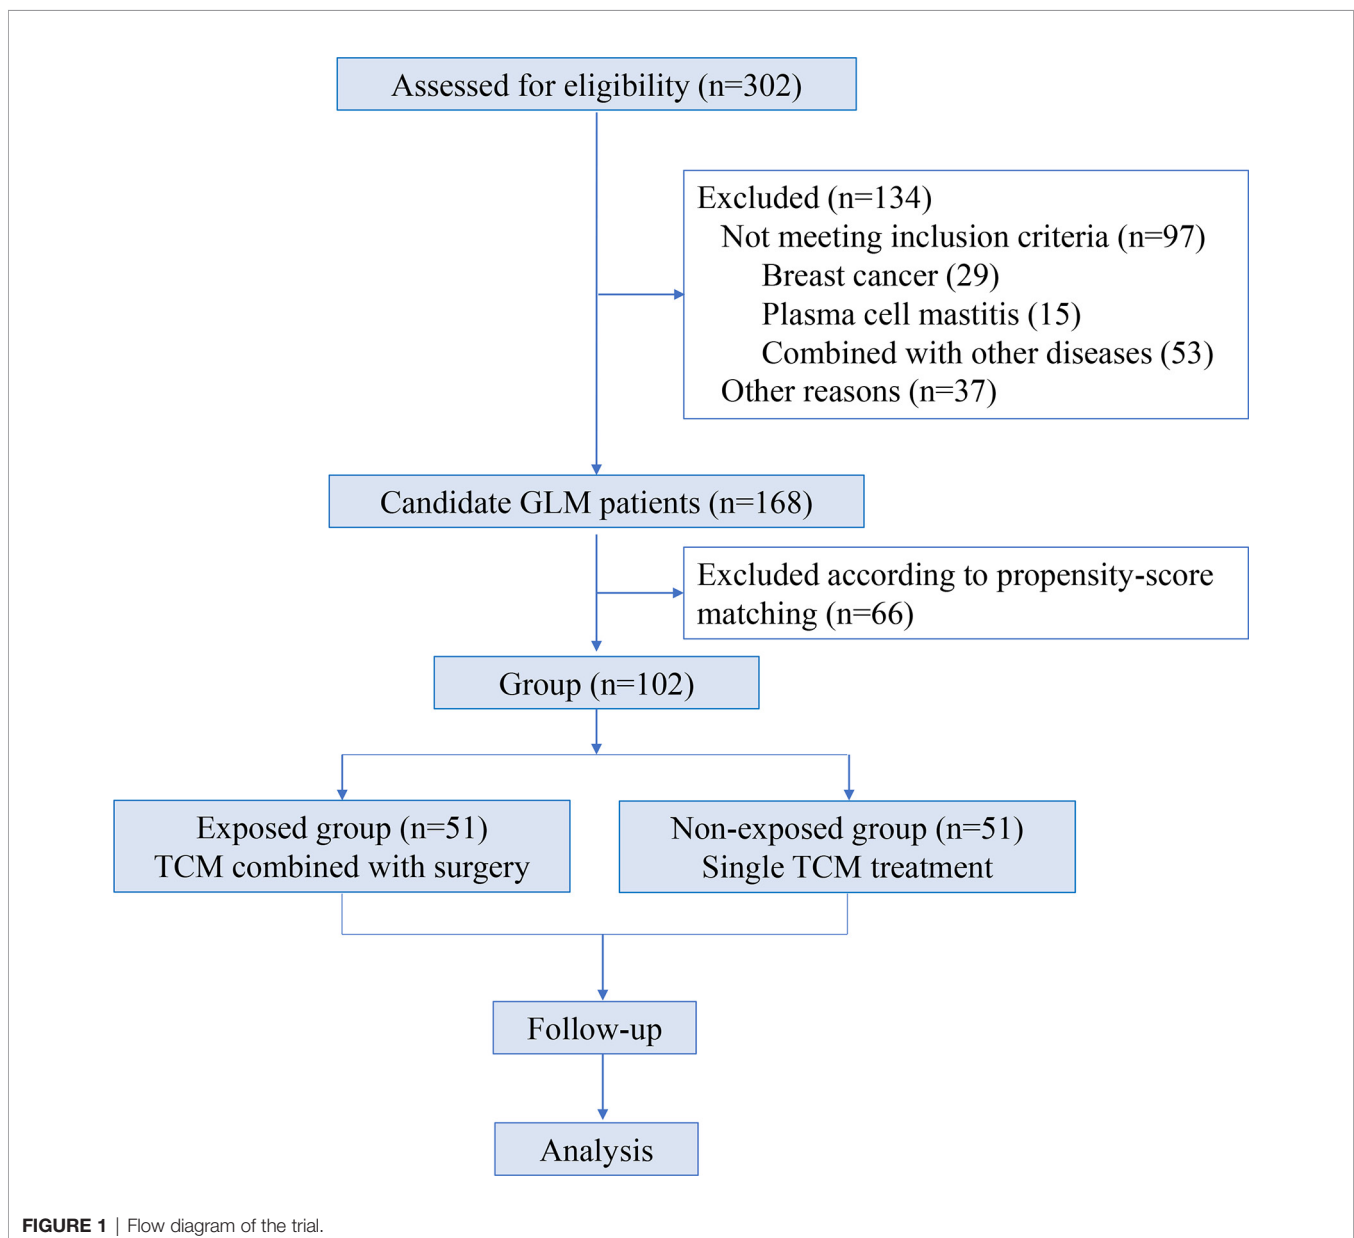 Assessed for eligibility (n=302)
Excluded (n=134)
Not meeting inclusion criteria (n=97)
Breast cancer (29)
Plasma cell mastitis (15)
Combined with other diseases (53)
Other reasons (n=37)
Candidate GLM patients (n=168)
Excluded according to propensity-score
matching (n=66)
Group (n=102)
Exposed group (n=51)
TCM combined with surgery
Non-exposed group (n=51)
Single TCM treatment
Follow-up
Analysis
FIGURE 1 | Flow diagram of the trial.